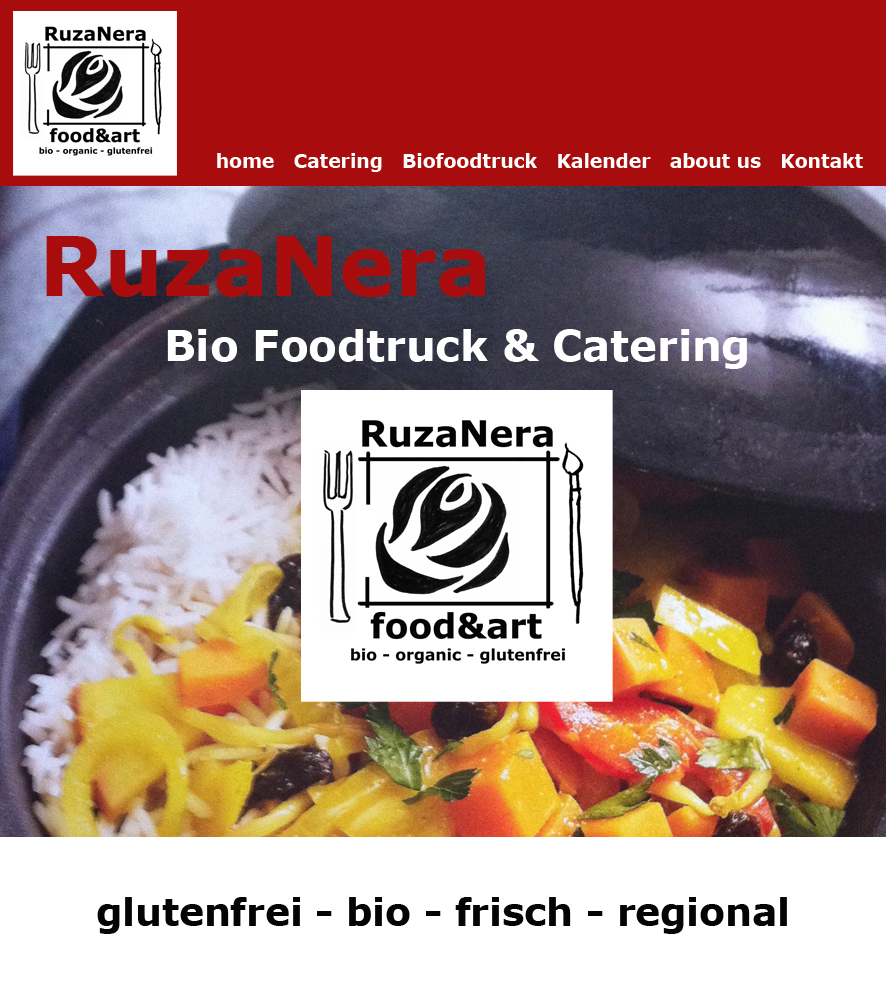 RuzaNera
food&art
bio - organic - glutenfrei
home Catering Biofoodtruck Kalender about us Kontakt
RuzaNera
Bio Foodtruck & Catering
RuzaNera
food&art
bio - organic - glutenfrei
glutenfrei - bio - frisch - regional